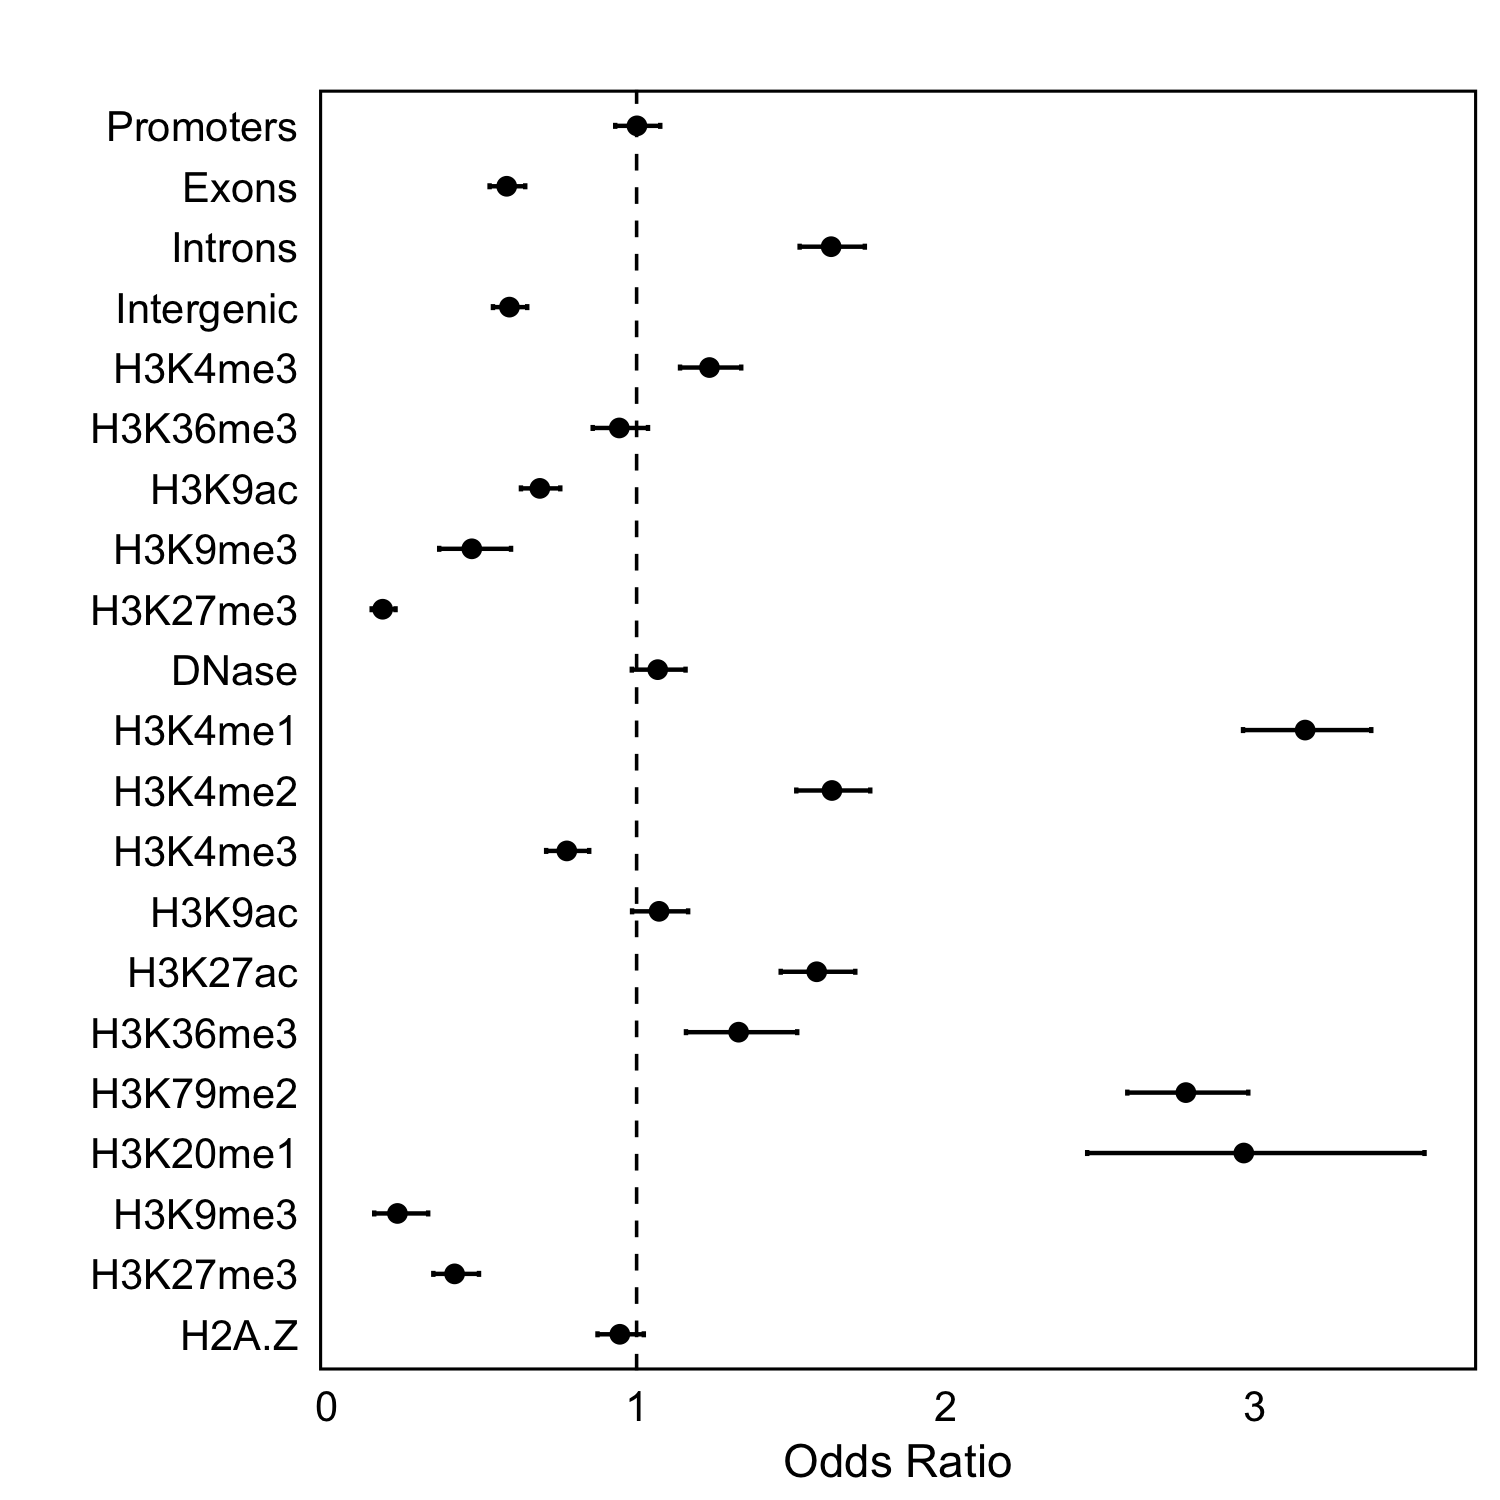 Promoters
Exons
Introns
Intergenic
H3K4me3
H3K36me3
H3K9ac
H3K9me3
H3K27me3
DNase
H3K4me1
H3K4me2
H3K4me3
H3K9ac
H3K27ac
H3K36me3
H3K79me2
H3K20me1
H3K9me3
H3K27me3
H2A.Z
0 1 2 3
Odds Ratio